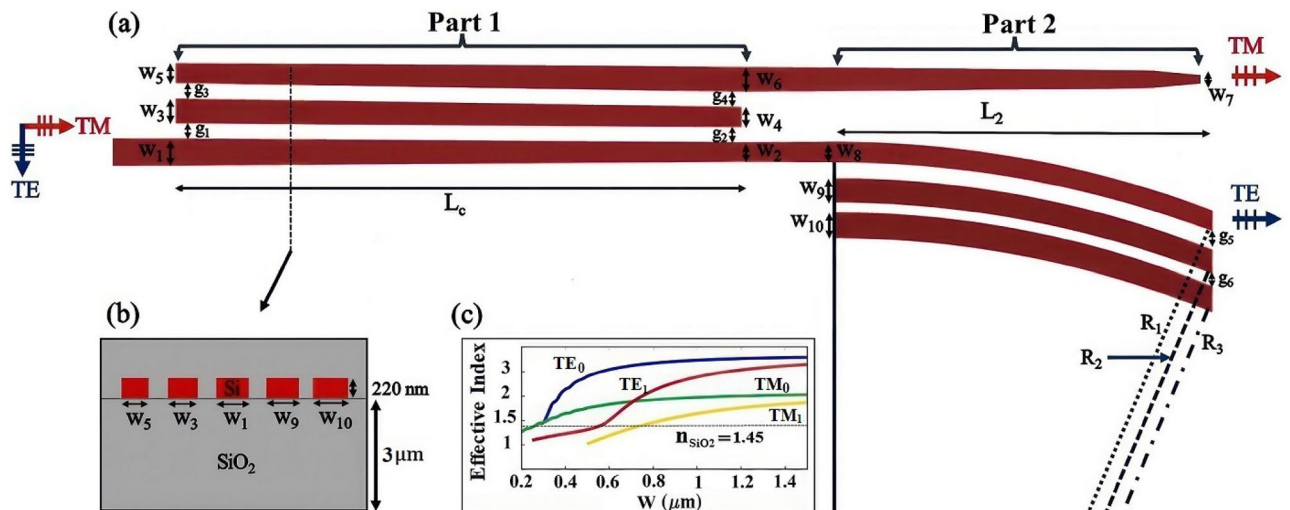 (a)
Part 1
Part 2
TM
W5
g3
W3
g1
W1
W6
g4
W4
g2
W2
W7
L2
TM
TE
Lc
W8
W9
W10
TE
g5
g6
R1
R2
R3
(b)
Si
220 nm
W5 W3 W1 W9 W10
SiO2
3 μm
(c)
Effective Index
3
2
1.5
1
TE0
TE1
TM0
TM1
nSiO2 = 1.45
0.2 0.4 0.6 0.8 1 1.2 1.4
W (μm)